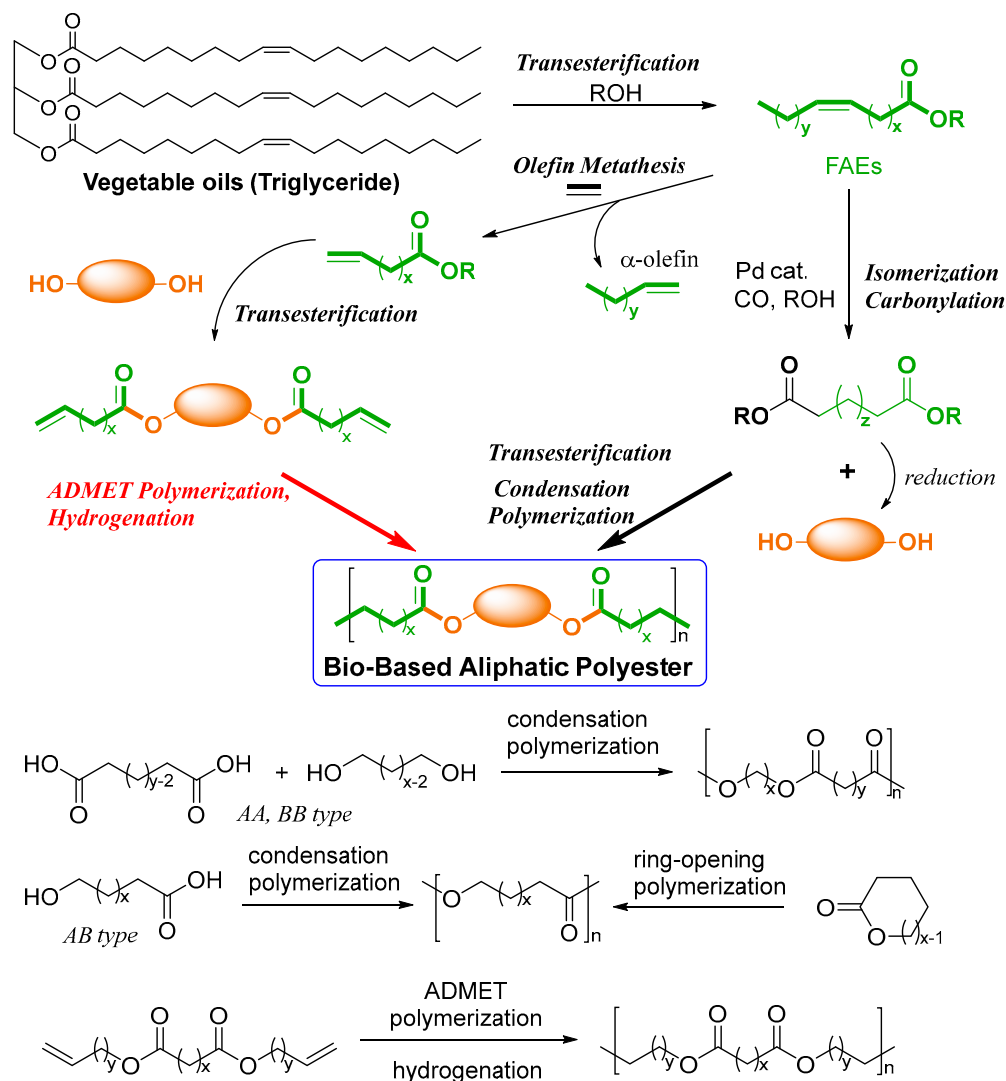 O
O
O
O
O
O
Vegetable oils (Triglyceride)
Transesterification
ROH
O
y
x
OR
FAEs
Olefin Metathesis
O
x
OR
α-olefin
y
HO
OH
Transesterification
Pd cat.
CO, ROH
Isomerization
Carbonylation
O
O
x
O
O
x
O
O
RO
z
OR
+
reduction
HO
OH
ADMET Polymerization,
Hydrogenation
Transesterification
Condensation
Polymerization
O
O
x
O
O
x
n
Bio-Based Aliphatic Polyester
HO
O
y-2
OH
O
+
HO
x-2
OH
AA, BB type
condensation
polymerization
O
x
O
O
y
O
n
HO
x
OH
O
AB type
condensation
polymerization
O
x
O
n
ring-opening
polymerization
O
O
x-1
y
O
O
x
O
O
y
ADMET
polymerization
hydrogenation
y
O
O
x
O
O
y
n